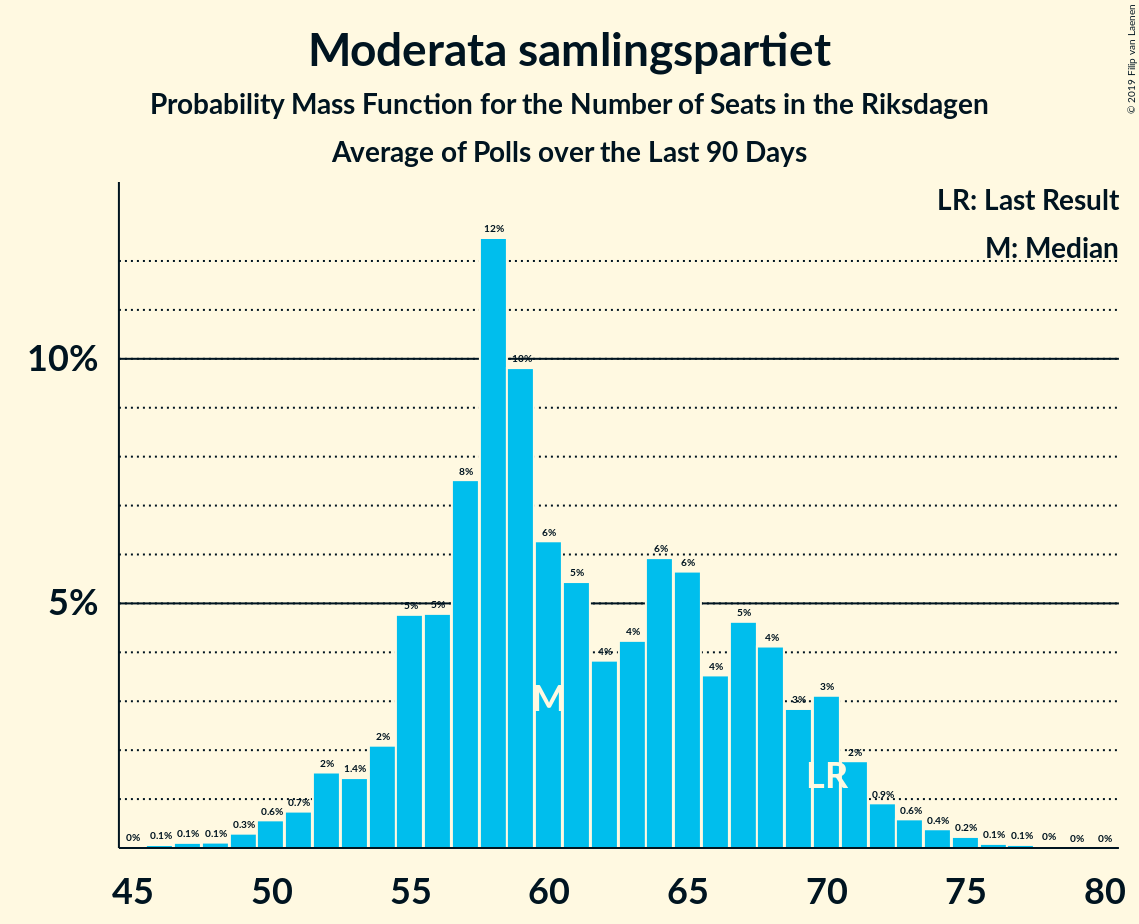 Moderata samlingspartiet
Probability Mass Function for the Number of Seats in the Riksdagen
Average of Polls over the Last 90 Days
© 2019 Filip van Laenen
LR: Last Result
M: Median
10%
5%
0% 0.1% 0.1% 0.1% 0.3% 0.6% 0.7% 2% 1.4% 2% 5% 5% 8% 12% 10% 6% 5% 4% 4% 6% 6% 4% 5% 4% 3% 3% 2% 0.9% 0.6% 0.4% 0.2% 0.1% 0.1% 0% 0% 0%
M
LR
45 50 55 60 65 70 75 80